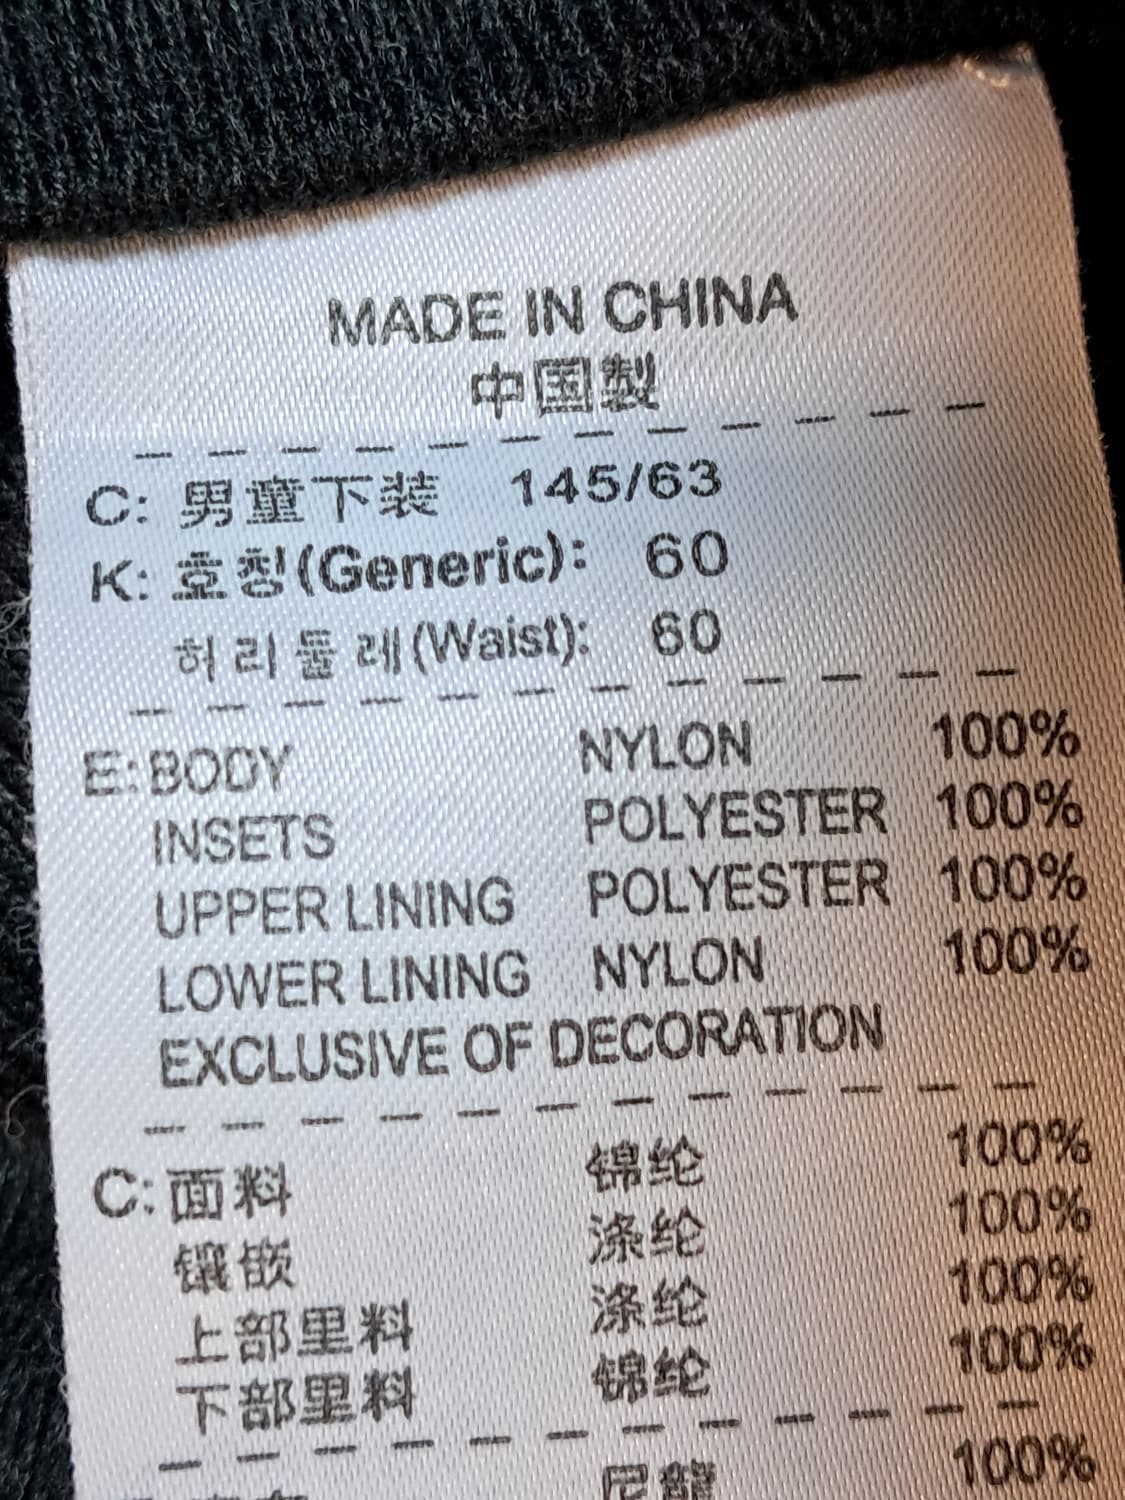 MADE IN CHINA
中国製
C: 男童下装 145/63
K: 호칭(Generic): 60
허리둘레(Waist): 60
E: BODY NYLON 100%
INSETS POLYESTER 100%
UPPER LINING POLYESTER 100%
LOWER LINING NYLON 100%
EXCLUSIVE OF DECORATION
C: 面料 锦纶 100%
镶嵌 涤纶 100%
上部里料 涤纶 100%
下部里料 锦纶 100%
尼龍 100%